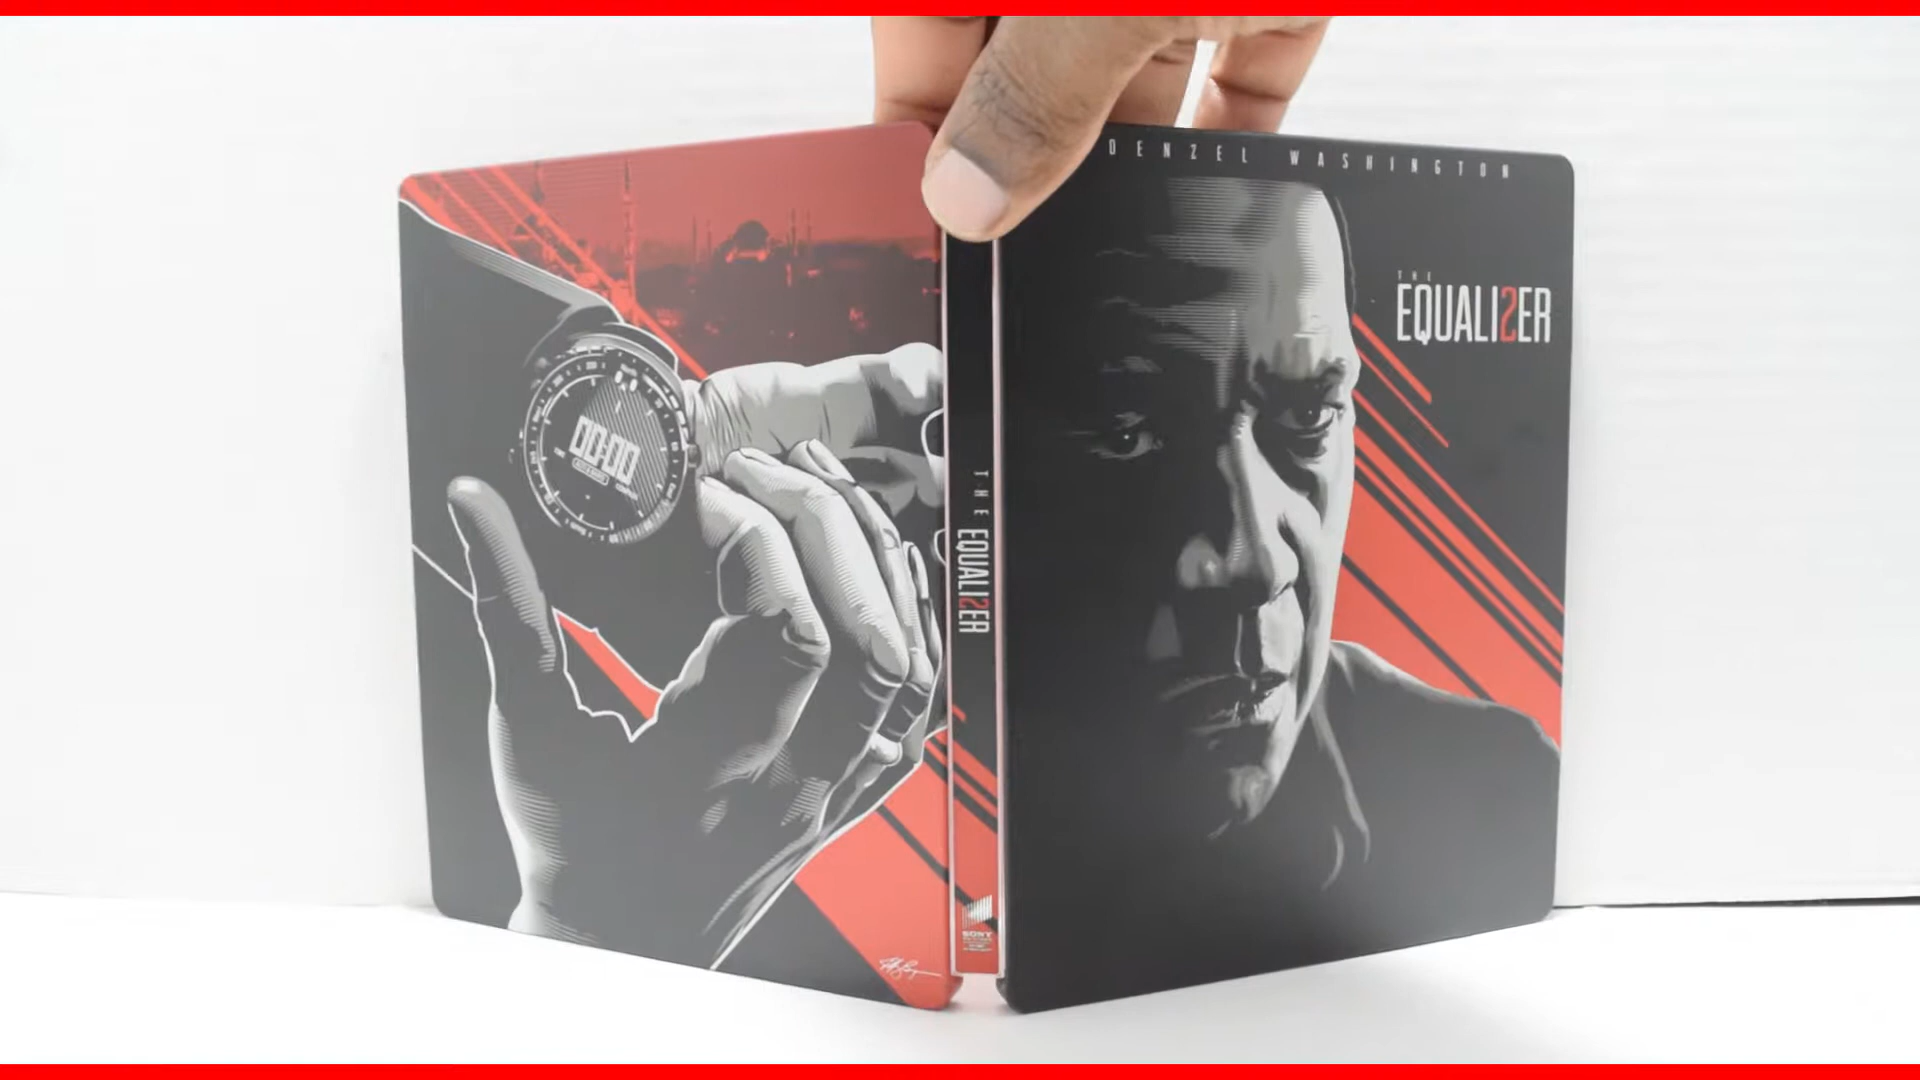 DENZEL WASHINGTON
THE
EQUALI2ER
THE EQUALI2ER
SONY
00:00